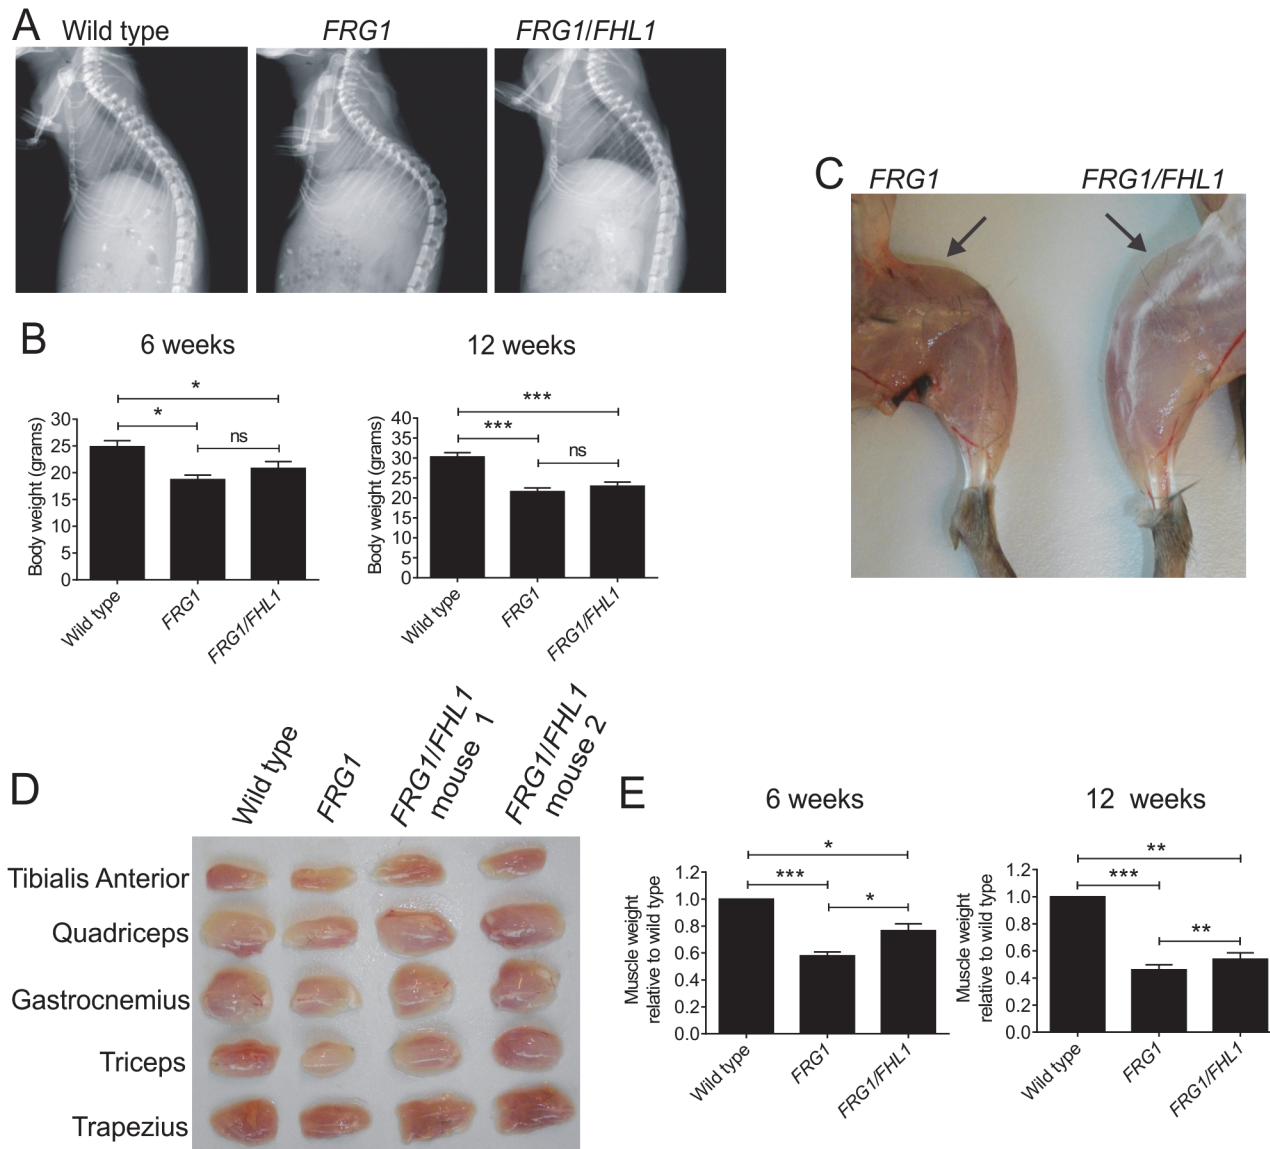 A
Wild type
FRG1
FRG1/FHL1
B
6 weeks
*
*
ns
Body weight (grams)
30
25
20
15
10
5
0
Wild type
FRG1
FRG1/FHL1
12 weeks
***
***
ns
Body weight (grams)
40
35
30
25
20
15
10
5
0
Wild type
FRG1
FRG1/FHL1
C
FRG1
FRG1/FHL1
D
Wild type
FRG1
FRG1/FHL1
mouse 1
FRG1/FHL1
mouse 2
Tibialis Anterior
Quadriceps
Gastrocnemius
Triceps
Trapezius
E
6 weeks
*
***
*
Muscle weight
relative to wild type
1.2
1.0
0.8
0.6
0.4
0.2
0.0
Wild type
FRG1
FRG1/FHL1
12 weeks
**
***
**
Muscle weight
relative to wild type
1.2
1.0
0.8
0.6
0.4
0.2
0.0
Wild type
FRG1
FRG1/FHL1